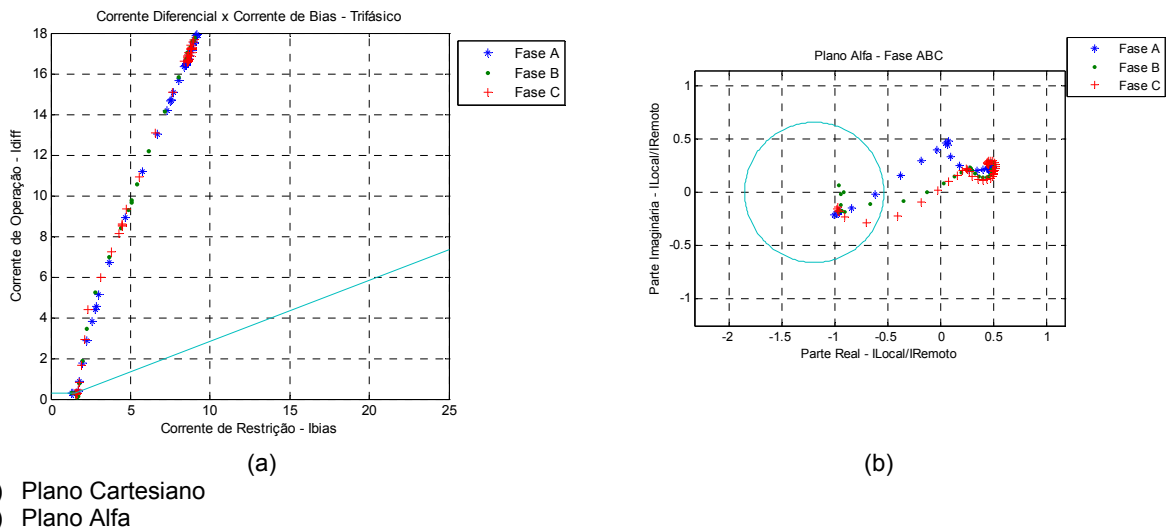 Corrente Diferencial x Corrente de Bias - Trifásico
18
16
14
12
10
8
6
4
2
0
0 5 10 15 20 25
Corrente de Operação - Idiff
Corrente de Restrição - Ibias
Fase A
Fase B
Fase C
(a)
Plano Alfa - Fase ABC
1
0.5
0
-0.5
-1
-2 -1.5 -1 -0.5 0 0.5 1
Parte Imaginária - ILocal/IRemoto
Parte Real - ILocal/IRemoto
Fase A
Fase B
Fase C
(b)
) Plano Cartesiano
) Plano Alfa